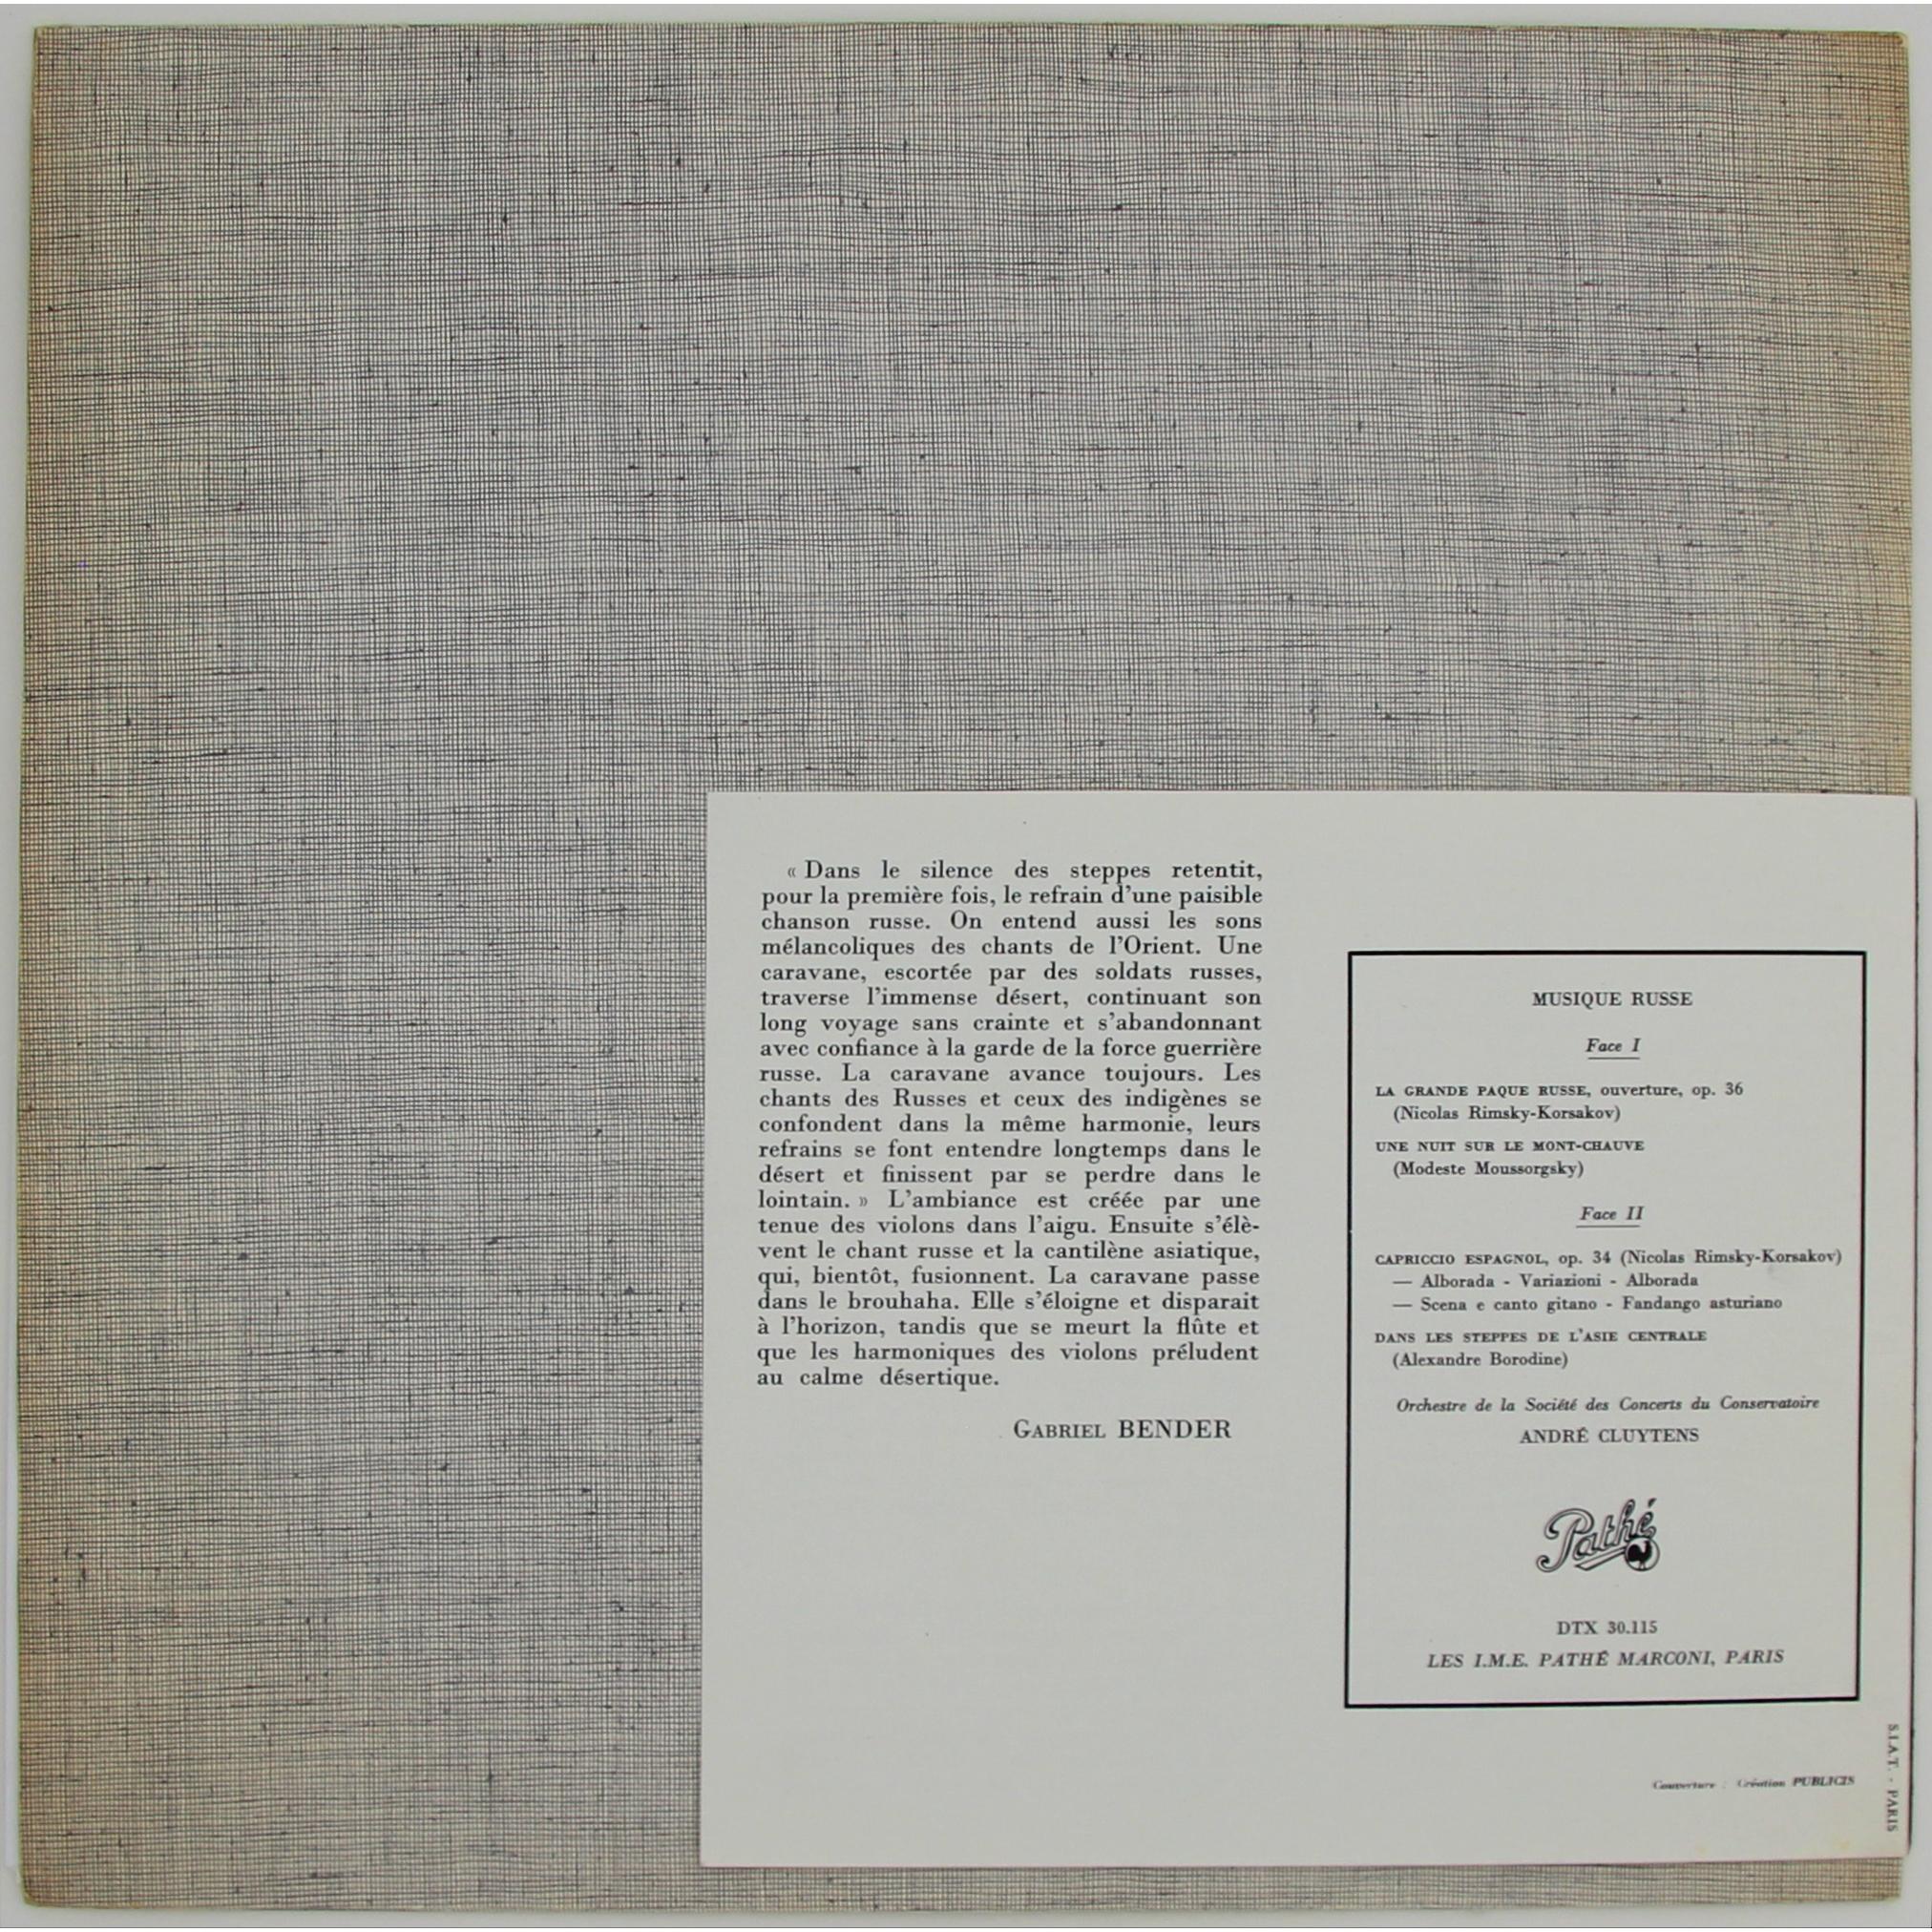 « Dans le silence des steppes retentit,
pour la première fois, le refrain d'une paisible
chanson russe. On entend aussi les sons
mélancoliques des chants de l'Orient. Une
caravane, escortée par des soldats russes,
traverse l'immense désert, continuant son
long voyage sans crainte et s'abandonnant
avec confiance à la garde de la force guerrière
russe. La caravane avance toujours. Les
chants des Russes et ceux des indigènes se
confondent dans la même harmonie, leurs
refrains se font entendre longtemps dans le
désert et finissent par se perdre dans le
lointain. » L'ambiance est créée par une
tenue des violons dans l'aigu. Ensuite s'élè-
vent le chant russe et la cantilène asiatique,
qui, bientôt, fusionnent. La caravane passe
dans le brouhaha. Elle s'éloigne et disparait
à l'horizon, tandis que se meurt la flûte et
que les harmoniques des violons préludent
au calme désertique.
GABRIEL BENDER
MUSIQUE RUSSE
Face I
LA GRANDE PAQUE RUSSE, ouverture, op. 36
(Nicolas Rimsky-Korsakov)
UNE NUIT SUR LE MONT-CHAUVE
(Modeste Moussorgsky)
Face II
CAPRICCIO ESPAGNOL, op. 34 (Nicolas Rimsky-Korsakov)
— Alborada - Variazioni - Alborada
— Scena e canto gitano - Fandango asturiano
DANS LES STEPPES DE L'ASIE CENTRALE
(Alexandre Borodine)
Orchestre de la Société des Concerts du Conservatoire
ANDRÉ CLUYTENS
Pathé
DTX 30.115
LES I.M.E. PATHÉ MARCONI, PARIS
Couverture : Création PUBLICIS
S.I.A.T. - PARIS